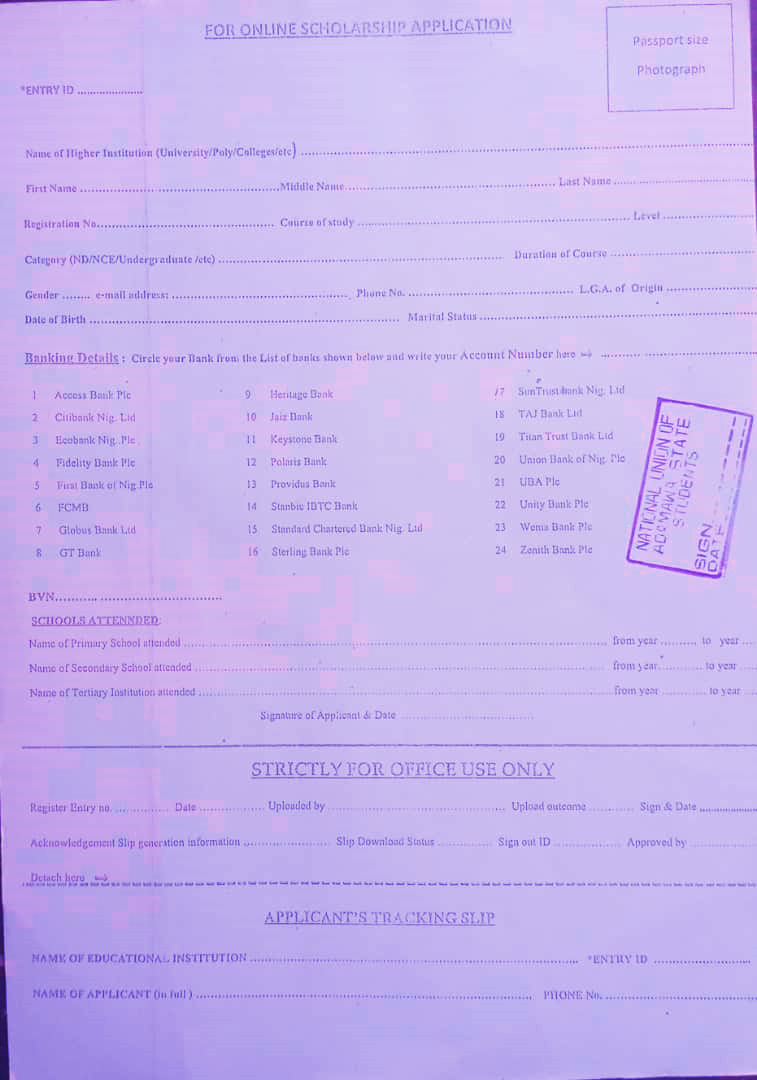 FOR ONLINE SCHOLARSHIP APPLICATION
Passport size
Photograph
*ENTRY ID .....................
Name of Higher Institution (University/Poly/Colleges/etc) ..........
First Name .......... Middle Name.......... Last Name ..........
Registration No.......... Course of study .......... Level ..........
Category (ND/NCE/Undergraduate /etc) .......... Duration of Course ..........
Gender ........ e-mail address: .......... Phone No. .......... L.G.A. of Origin ..........
Date of Birth .......... Marital Status ..........
Banking Details : Circle your Bank from the List of banks shown below and write your Account Number here ⇒ ..........
1 Access Bank Plc 9 Heritage Bank 17 SunTrust bank Nig. Ltd
2 Citibank Nig. Ltd 10 Jaiz Bank 18 TAJ Bank Ltd
3 Ecobank Nig. Plc 11 Keystone Bank 19 Titan Trust Bank Ltd
4 Fidelity Bank Plc 12 Polaris Bank 20 Union Bank of Nig. Plc
5 First Bank of Nig.Plc 13 Providus Bank 21 UBA Plc
6 FCMB 14 Stanbic IBTC Bank 22 Unity Bank Plc
7 Globus Bank Ltd 15 Standard Chartered Bank Nig. Ltd 23 Wema Bank Plc
8 GT Bank 16 Sterling Bank Plc 24 Zenith Bank Plc
NATIONAL UNION OF
ADAMAWA STATE
STUDENTS
SIGN
DATE
BVN..........
SCHOOLS ATTENNDED:
Name of Primary School attended .......... from year .......... to year ....
Name of Secondary School attended .......... from year.......... to year ....
Name of Tertiary Institution attended .......... from year .......... to year ....
Signature of Applicant & Date ..........
STRICTLY FOR OFFICE USE ONLY
Register Entry no. .......... Date .......... Uploaded by .......... Upload outcome .......... Sign & Date ..........
Acknowledgement Slip generation information .......... Slip Download Status .......... Sign out ID .......... Approved by ..........
Detach here ⇒
APPLICANT'S TRACKING SLIP
NAME OF EDUCATIONAL INSTITUTION .......... *ENTRY ID ..........
NAME OF APPLICANT (in full ) .......... PHONE No. ..........